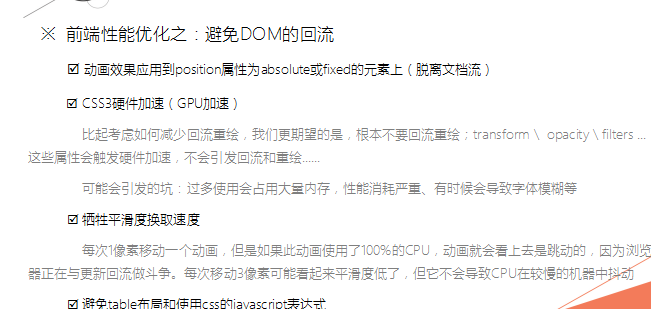 ※ 前端性能优化之：避免DOM的回流
☑ 动画效果应用到position属性为absolute或fixed的元素上（脱离文档流）
☑ CSS3硬件加速（GPU加速）
比起考虑如何减少回流重绘，我们更期望的是，根本不要回流重绘；transform \ opacity \ filters ...
这些属性会触发硬件加速，不会引发回流和重绘......
可能会引发的坑：过多使用会占用大量内存，性能消耗严重、有时候会导致字体模糊等
☑ 牺牲平滑度换取速度
每次1像素移动一个动画，但是如果此动画使用了100%的CPU，动画就会看上去是跳动的，因为浏览
器正在与更新回流做斗争。每次移动3像素可能看起来平滑度低了，但它不会导致CPU在较慢的机器中抖动
☑ 避免table布局和使用css的javascript表达式